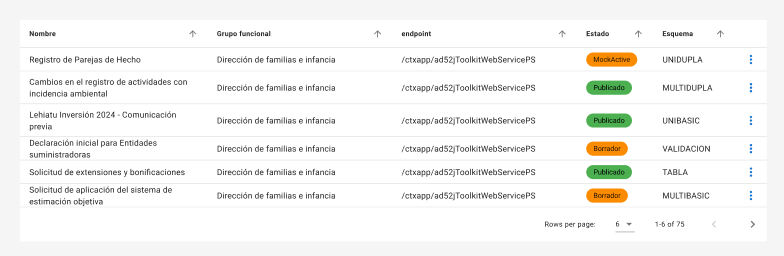 Nombre Grupo funcional endpoint Estado Esquema
Registro de Parejas de Hecho Dirección de familias e infancia /ctxapp/ad52jToolkitWebServicePS MockActive UNIDUPLA
Cambios en el registro de actividades con
incidencia ambiental Dirección de familias e infancia /ctxapp/ad52jToolkitWebServicePS Publicado MULTIDUPLA
Lehiatu Inversión 2024 - Comunicación
previa Dirección de familias e infancia /ctxapp/ad52jToolkitWebServicePS Publicado UNIBASIC
Declaración inicial para Entidades
suministradoras Dirección de familias e infancia /ctxapp/ad52jToolkitWebServicePS Borrador VALIDACION
Solicitud de extensiones y bonificaciones Dirección de familias e infancia /ctxapp/ad52jToolkitWebServicePS Publicado TABLA
Solicitud de aplicación del sistema de
estimación objetiva Dirección de familias e infancia /ctxapp/ad52jToolkitWebServicePS Borrador MULTIBASIC
Rows per page: 6 1-6 of 75